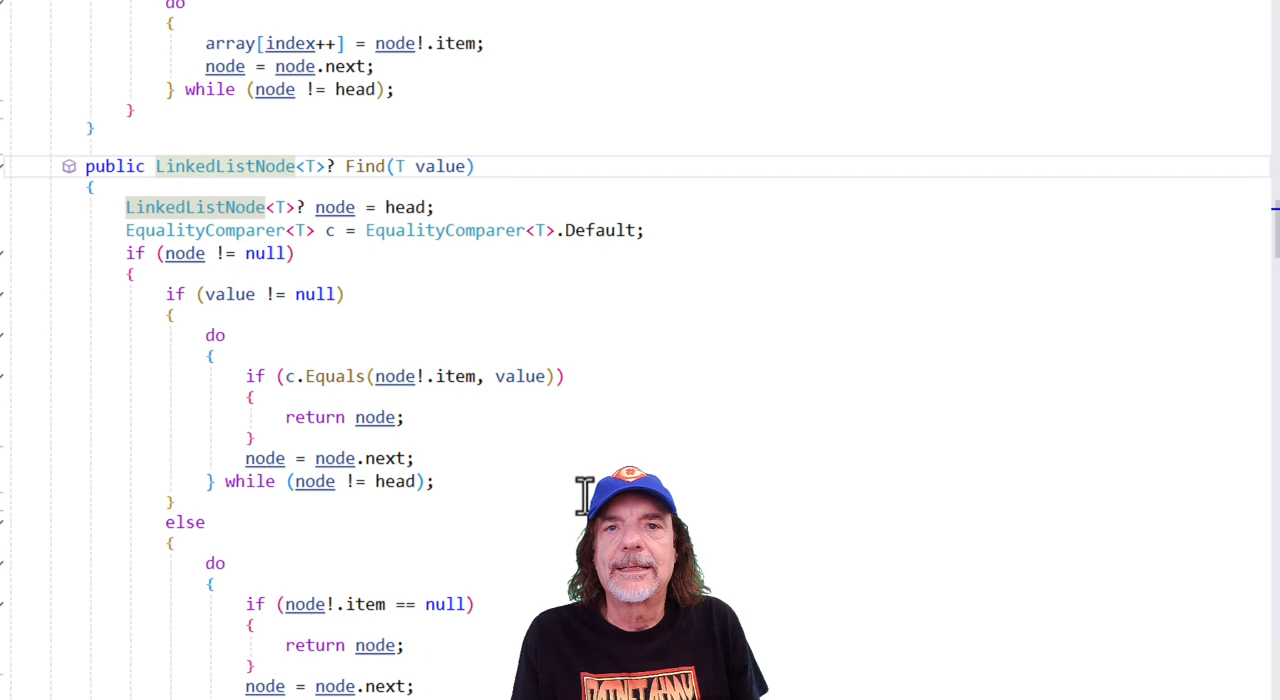 do
{
array[index++] = node!.item;
node = node.next;
} while (node != head);
}
}
public LinkedListNode<T>? Find(T value)
{
LinkedListNode<T>? node = head;
EqualityComparer<T> c = EqualityComparer<T>.Default;
if (node != null)
{
if (value != null)
{
do
{
if (c.Equals(node!.item, value))
{
return node;
}
node = node.next;
} while (node != head);
}
else
{
do
{
if (node!.item == null)
{
return node;
}
node = node.next;
DOTNET ARMY